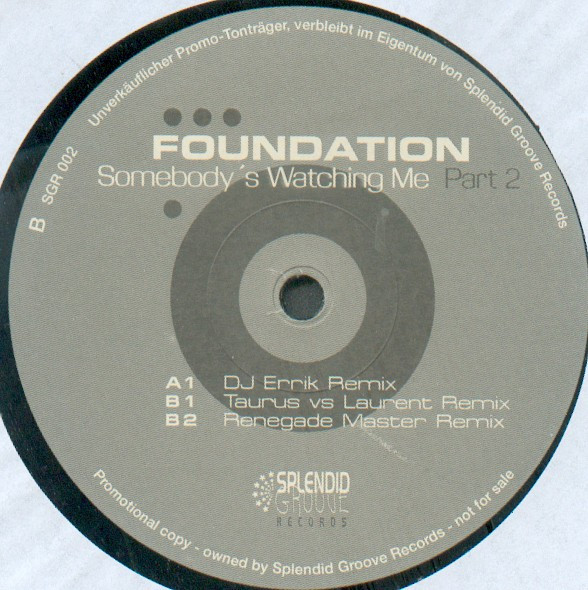 Unverkäuflicher Promo-Tonträger, verbleibt im Eigentum von Splendid Groove Records
B SGR 002
FOUNDATION
Somebody´s Watching Me Part 2
A1 DJ Errik Remix
B1 Taurus vs Laurent Remix
B2 Renegade Master Remix
SPLENDID
GROOVE
RECORDS
Promotional copy - owned by Splendid Groove Records - not for sale